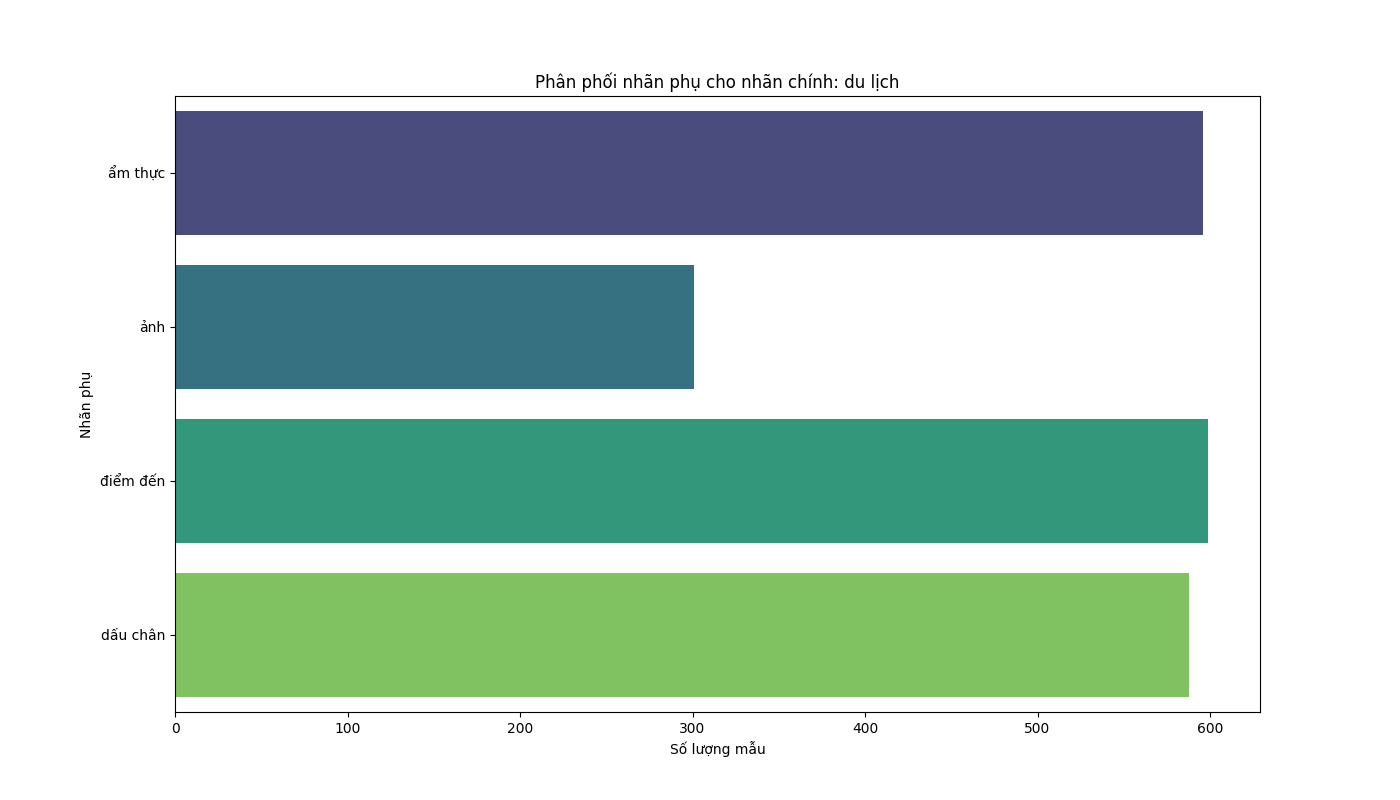 Phân phối nhãn phụ cho nhãn chính: du lịch
ẩm thực
ảnh
điểm đến
dấu chân
Nhãn phụ
0 100 200 300 400 500 600
Số lượng mẫu